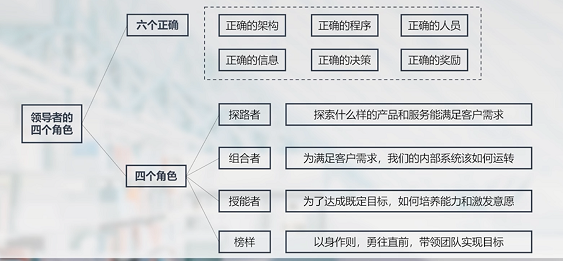 六个正确
正确的架构
正确的程序
正确的人员
正确的信息
正确的决策
正确的奖励
领导者的
四个角色
四个角色
探路者
探索什么样的产品和服务能满足客户需求
组合者
为满足客户需求，我们的内部系统该如何运转
授能者
为了达成既定目标，如何培养能力和激发意愿
榜样
以身作则，勇往直前，带领团队实现目标